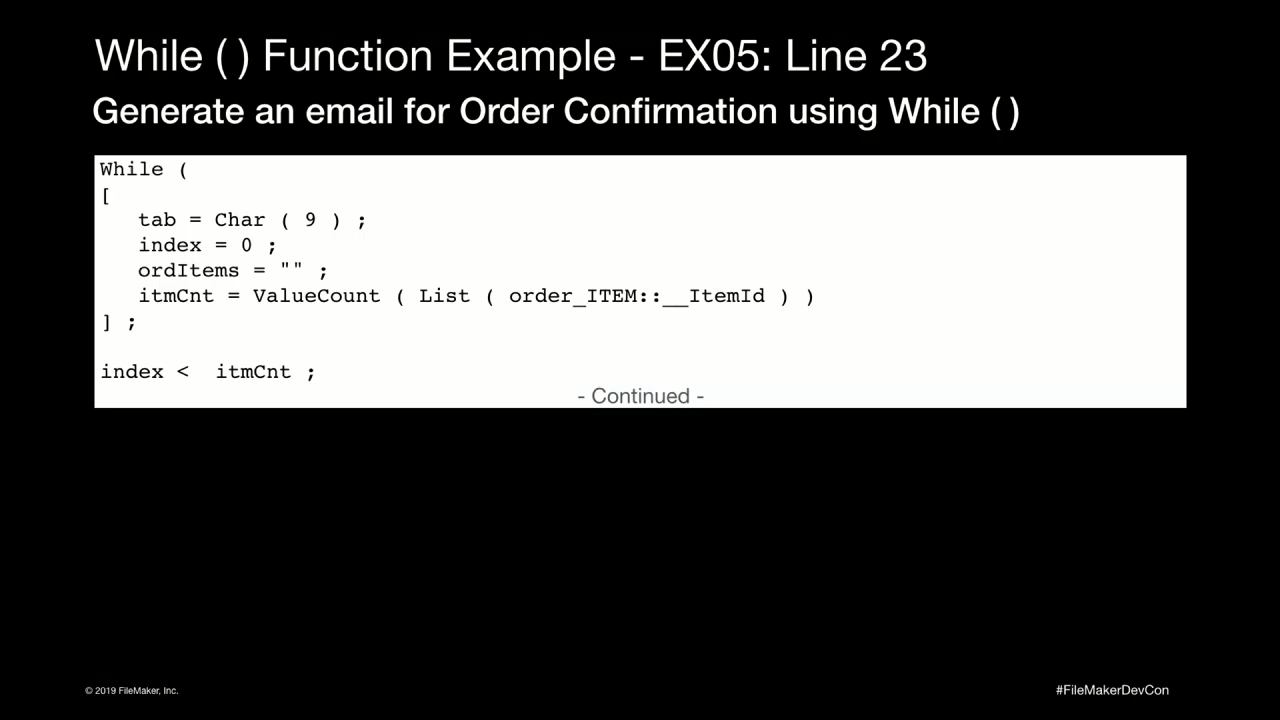 While ( ) Function Example - EX05: Line 23
Generate an email for Order Confirmation using While ( )
While (
[
tab = Char ( 9 ) ;
index = 0 ;
ordItems = "" ;
itmCnt = ValueCount ( List ( order_ITEM::__ItemId ) )
] ;
index <  itmCnt ;
- Continued -
© 2019 FileMaker, Inc.
#FileMakerDevCon